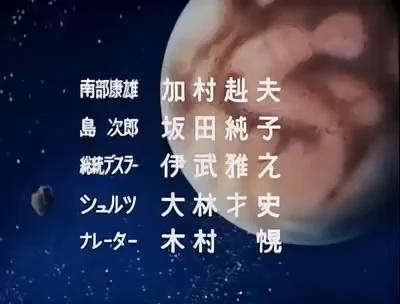 南部康雄 加村赳夫
島 次郎 坂田純子
総統デスラー 伊武雅之
シュルツ 大林才史
ナレーター 木村 幌